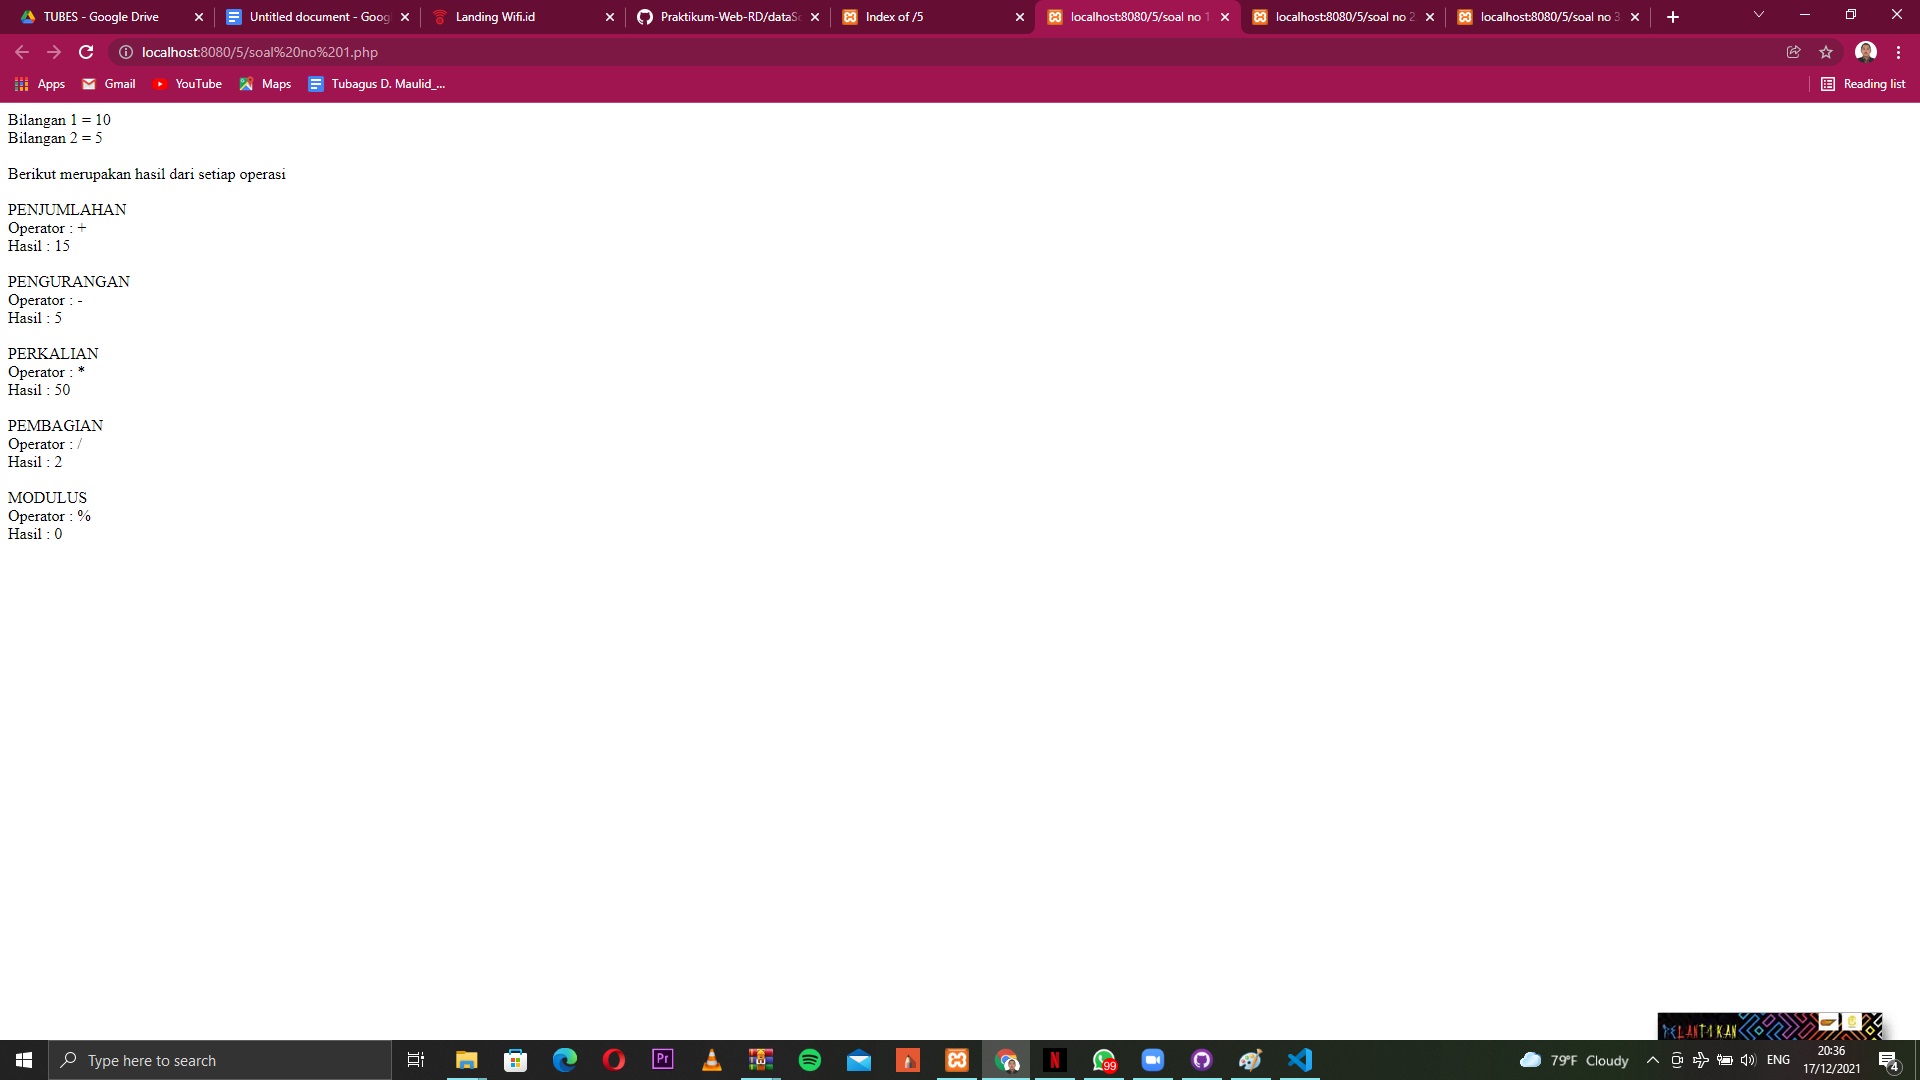 TUBES - Google Drive
Untitled document - Goog
Landing Wifi.id
Praktikum-Web-RD/dataSc
Index of /5
localhost:8080/5/soal no 1
localhost:8080/5/soal no 2
localhost:8080/5/soal no 3
localhost:8080/5/soal%20no%201.php
Apps
Gmail
YouTube
Maps
Tubagus D. Maulid_...
Reading list
Bilangan 1 = 10
Bilangan 2 = 5
Berikut merupakan hasil dari setiap operasi
PENJUMLAHAN
Operator : +
Hasil : 15
PENGURANGAN
Operator : -
Hasil : 5
PERKALIAN
Operator : *
Hasil : 50
PEMBAGIAN
Operator : /
Hasil : 2
MODULUS
Operator : %
Hasil : 0
PELANTIKAN
Type here to search
Pr
N
99
79°F Cloudy
ENG
20:36
17/12/2021
4